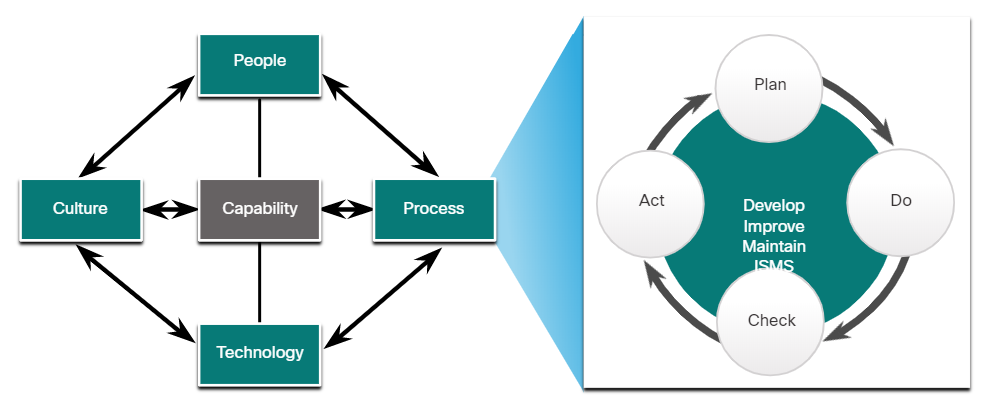 People
Culture
Capability
Process
Technology
Plan
Act
Do
Develop
Improve
Maintain
ISMS
Check